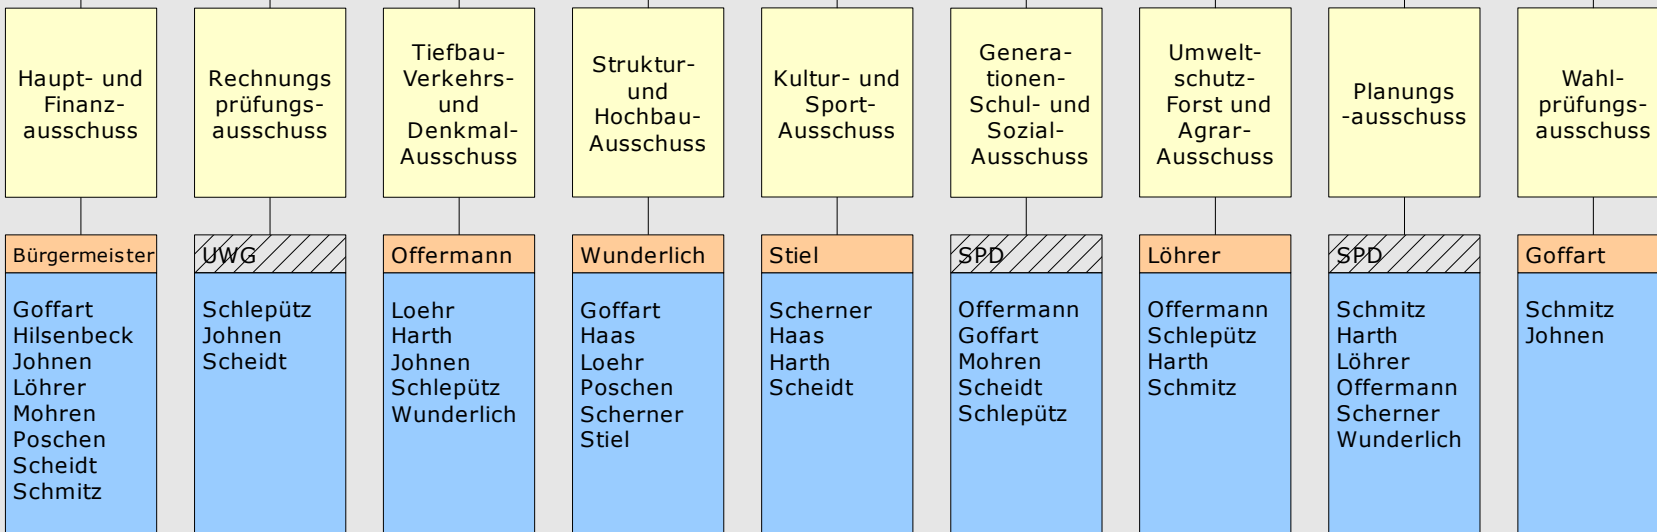 Haupt- und
Finanz-
ausschuss
Bürgermeister
Goffart
Hilsenbeck
Johnen
Löhrer
Mohren
Poschen
Scheidt
Schmitz
Rechnungs
prüfungs-
ausschuss
UWG
Schlepütz
Johnen
Scheidt
Tiefbau-
Verkehrs-
und
Denkmal-
Ausschuss
Offermann
Loehr
Harth
Johnen
Schlepütz
Wunderlich
Struktur-
und
Hochbau-
Ausschuss
Wunderlich
Goffart
Haas
Loehr
Poschen
Scherner
Stiel
Kultur- und
Sport-
Ausschuss
Stiel
Scherner
Haas
Harth
Scheidt
Genera-
tionen-
Schul- und
Sozial-
Ausschuss
SPD
Offermann
Goffart
Mohren
Scheidt
Schlepütz
Umwelt-
schutz-
Forst und
Agrar-
Ausschuss
Löhrer
Offermann
Schlepütz
Harth
Schmitz
Planungs
-ausschuss
SPD
Schmitz
Harth
Löhrer
Offermann
Scherner
Wunderlich
Wahl-
prüfungs-
ausschuss
Goffart
Schmitz
Johnen